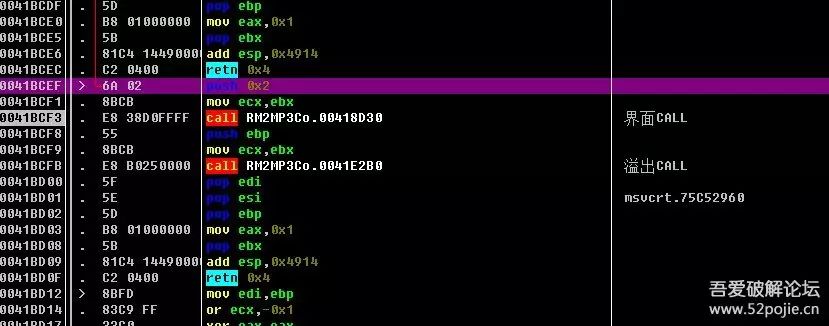 0041BCDF . 5D pop ebp
0041BCE0 . B8 01000000 mov eax,0x1
0041BCE5 . 5B pop ebx
0041BCE6 . 81C4 14490000 add esp,0x4914
0041BCEC . C2 0400 retn 0x4
0041BCEF > 6A 02 push 0x2
0041BCF1 . 8BCB mov ecx,ebx
0041BCF3 . E8 38D0FFFF call RM2MP3Co.00418D30 界面CALL
0041BCF8 . 55 push ebp
0041BCF9 . 8BCB mov ecx,ebx
0041BCFB . E8 B0250000 call RM2MP3Co.0041E2B0 溢出CALL
0041BD00 . 5F pop edi
0041BD01 . 5E pop esi msvcrt.75C52960
0041BD02 . 5D pop ebp
0041BD03 . B8 01000000 mov eax,0x1
0041BD08 . 5B pop ebx
0041BD09 . 81C4 14490000 add esp,0x4914
0041BD0F . C2 0400 retn 0x4
0041BD12 > 8BFD mov edi,ebp
0041BD14 . 83C9 FF or ecx,-0x1
0041BD17 . 33C0 xor eax,eax
吾爱破解论坛
www.52pojie.cn